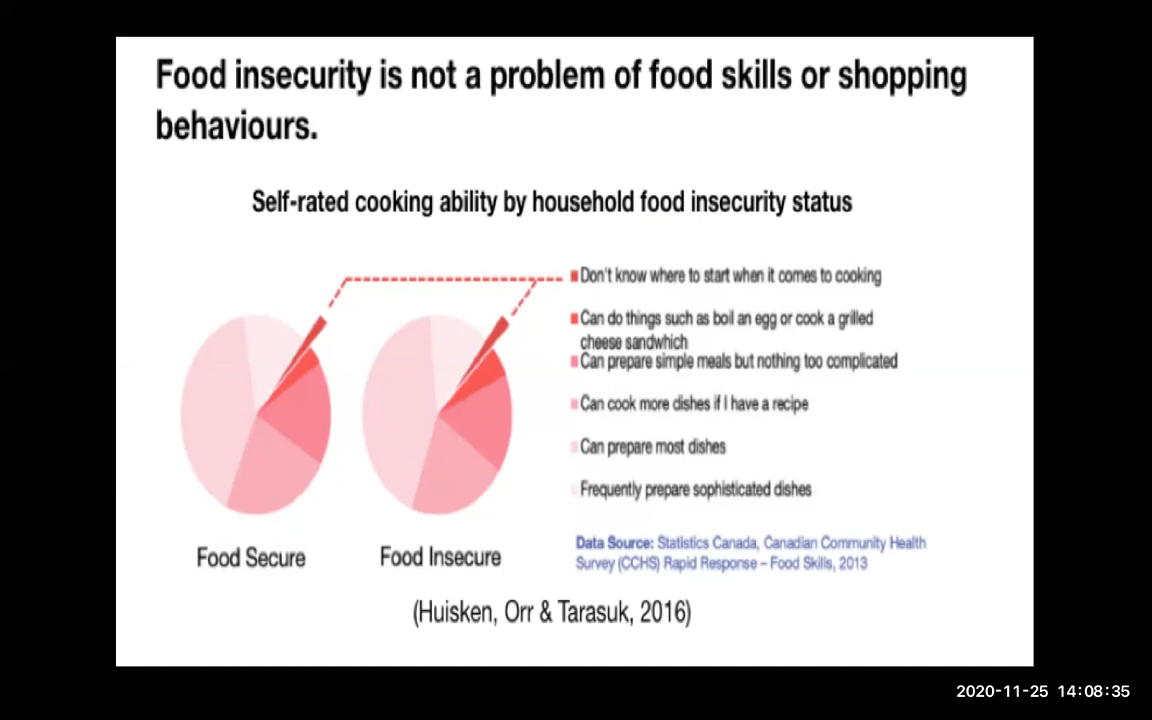 Food insecurity is not a problem of food skills or shopping
behaviours.
Self-rated cooking ability by household food insecurity status
Don't know where to start when it comes to cooking
Can do things such as boil an egg or cook a grilled
cheese sandwhich
Can prepare simple meals but nothing too complicated
Can cook more dishes if I have a recipe
Can prepare most dishes
Frequently prepare sophisticated dishes
Food Secure
Food Insecure
Data Source: Statistics Canada, Canadian Community Health
Survey (CCHS) Rapid Response – Food Skills, 2013
(Huisken, Orr & Tarasuk, 2016)
2020-11-25 14:08:35